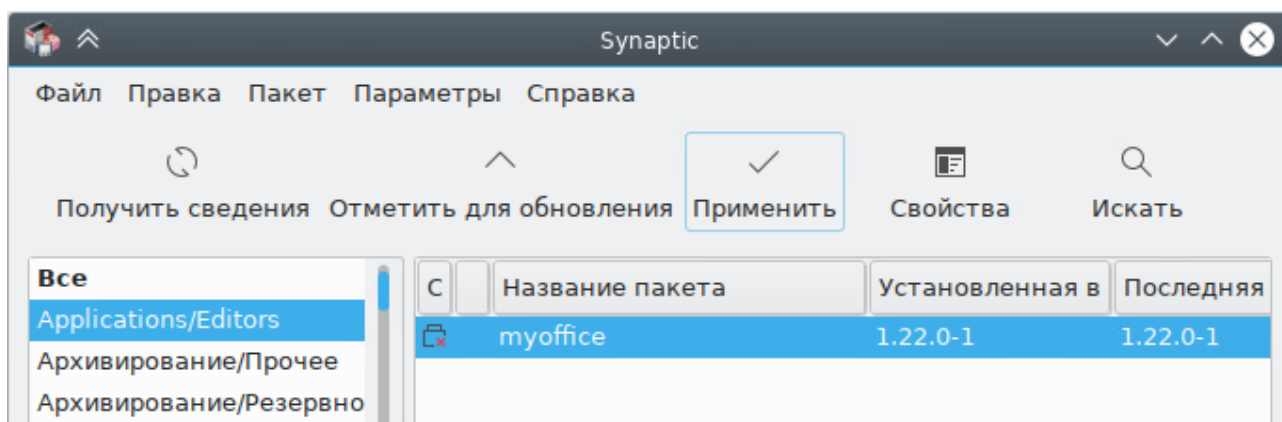 Synaptic
Файл Правка Пакет Параметры Справка
Получить сведения Отметить для обновления Применить Свойства Искать
Все
Applications/Editors
Архивирование/Прочее
Архивирование/Резервно
С Название пакета Установленная в Последняя
myoffice 1.22.0-1 1.22.0-1